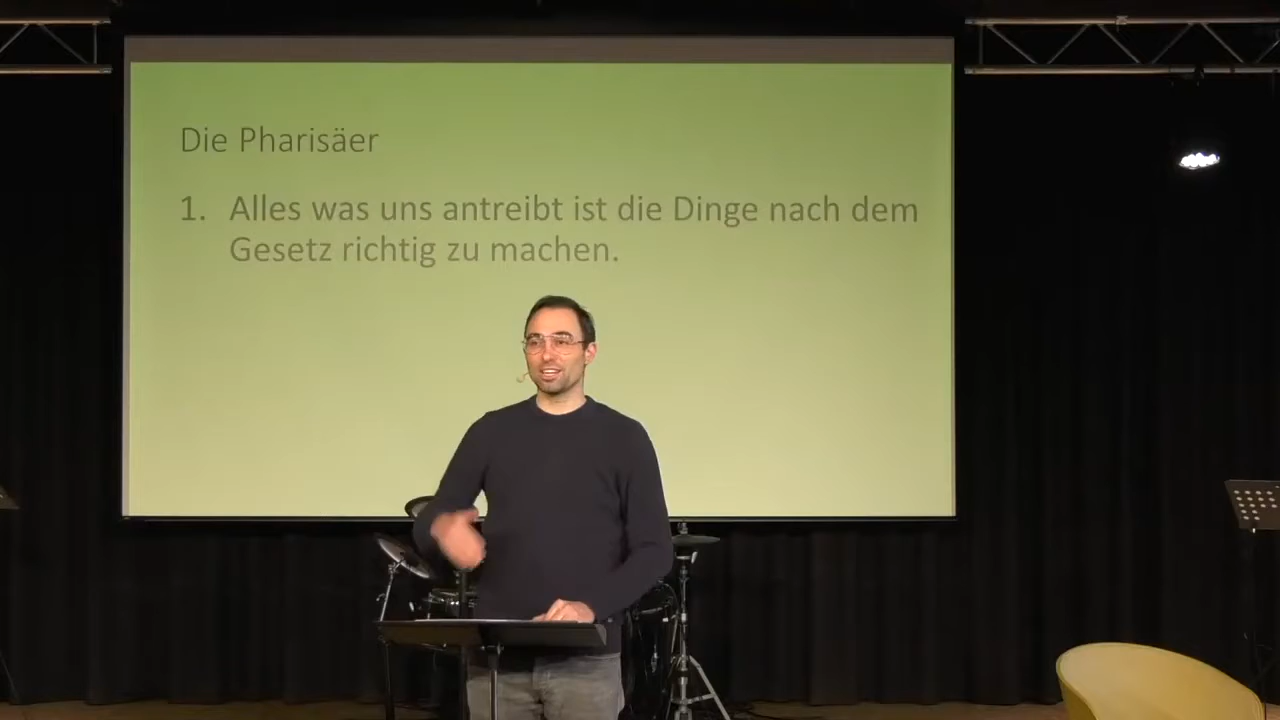 Die Pharisäer
1. Alles was uns antreibt ist die Dinge nach dem
Gesetz richtig zu machen.